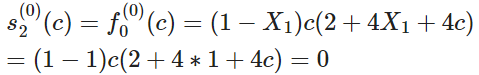 $s_2^{(0)}(c) = f_0^{(0)}(c) = (1 - X_1)c(2 + 4X_1 + 4c)$
$= (1 - 1)c(2 + 4 * 1 + 4c) = 0$